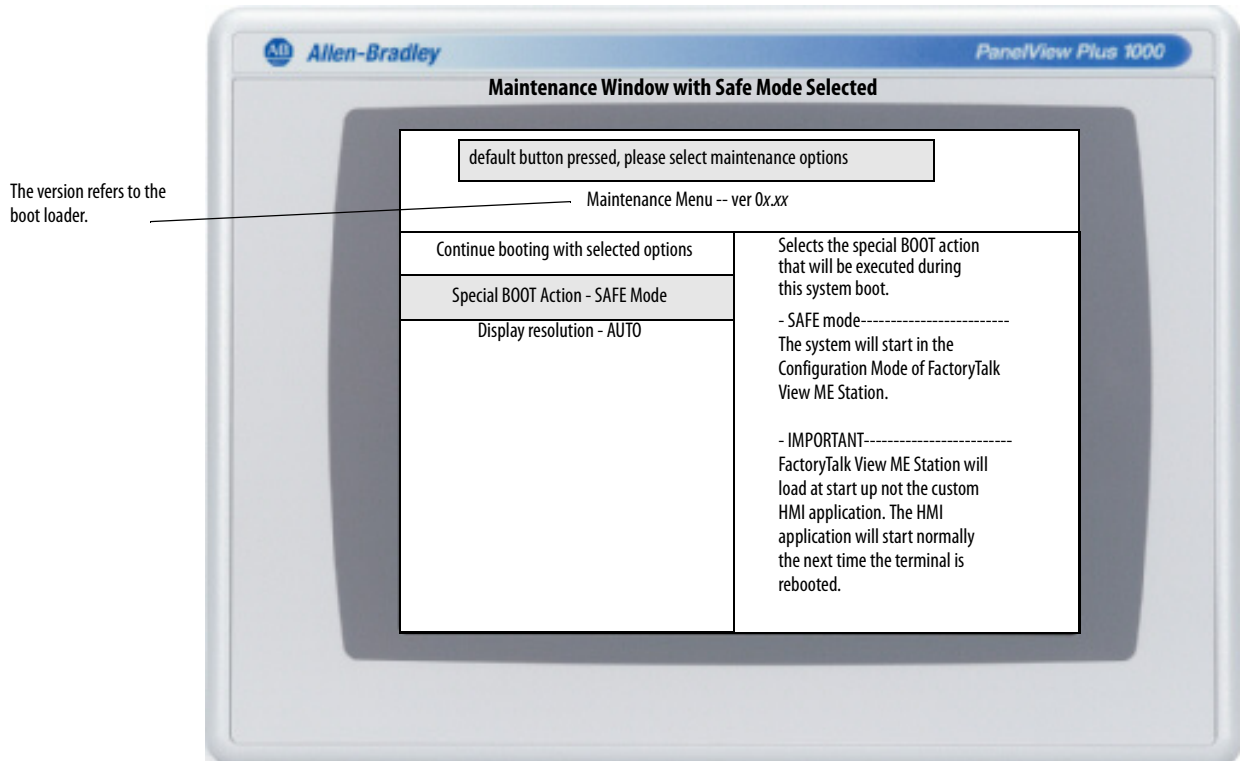 Allen-Bradley
PanelView Plus 1000
Maintenance Window with Safe Mode Selected
default button pressed, please select maintenance options
The version refers to the
boot loader.
Maintenance Menu -- ver 0x.xx
Continue booting with selected options
Special BOOT Action - SAFE Mode
Display resolution - AUTO
Selects the special BOOT action
that will be executed during
this system boot.
- SAFE mode-------------------------
The system will start in the
Configuration Mode of FactoryTalk
View ME Station.
- IMPORTANT-------------------------
FactoryTalk View ME Station will
load at start up not the custom
HMI application. The HMI
application will start normally
the next time the terminal is
rebooted.